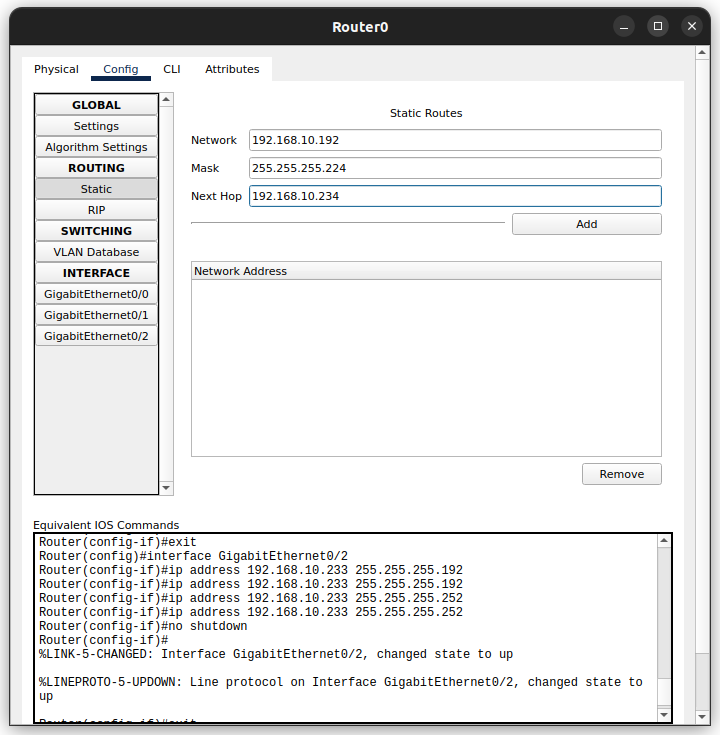 Router0
Physical Config CLI Attributes
GLOBAL
Settings
Algorithm Settings
ROUTING
Static
RIP
SWITCHING
VLAN Database
INTERFACE
GigabitEthernet0/0
GigabitEthernet0/1
GigabitEthernet0/2
Static Routes
Network 192.168.10.192
Mask 255.255.255.224
Next Hop 192.168.10.234
Add
Network Address
Remove
Equivalent IOS Commands
Router(config-if)#exit
Router(config)#interface GigabitEthernet0/2
Router(config-if)#ip address 192.168.10.233 255.255.255.192
Router(config-if)#ip address 192.168.10.233 255.255.255.192
Router(config-if)#ip address 192.168.10.233 255.255.255.252
Router(config-if)#ip address 192.168.10.233 255.255.255.252
Router(config-if)#no shutdown
Router(config-if)#
%LINK-5-CHANGED: Interface GigabitEthernet0/2, changed state to up
%LINEPROTO-5-UPDOWN: Line protocol on Interface GigabitEthernet0/2, changed state to
up
Router(config-if)#exit